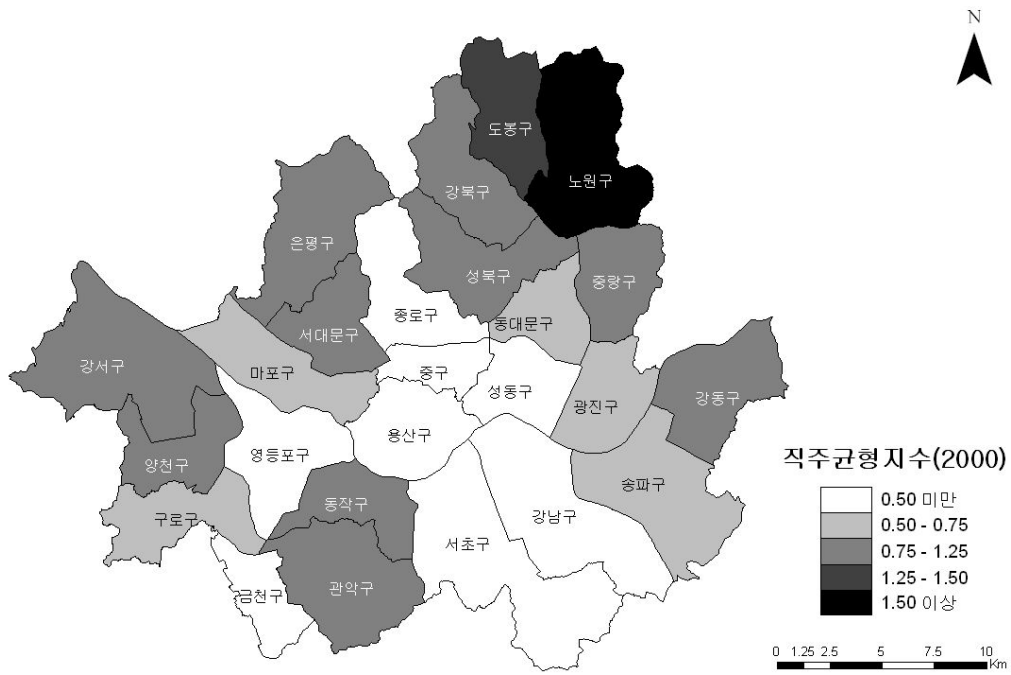 N
도봉구
노원구
강북구
은평구
성북구
중랑구
종로구
동대문구
서대문구
강서구
마포구
중구
성동구
강동구
광진구
용산구
영등포구
양천구
송파구
동작구
구로구
강남구
서초구
금천구
관악구
직주균형지수(2000)
0.50 미만
0.50 - 0.75
0.75 - 1.25
1.25 - 1.50
1.50 이상
0 1.25 2.5 5 7.5 10
Km